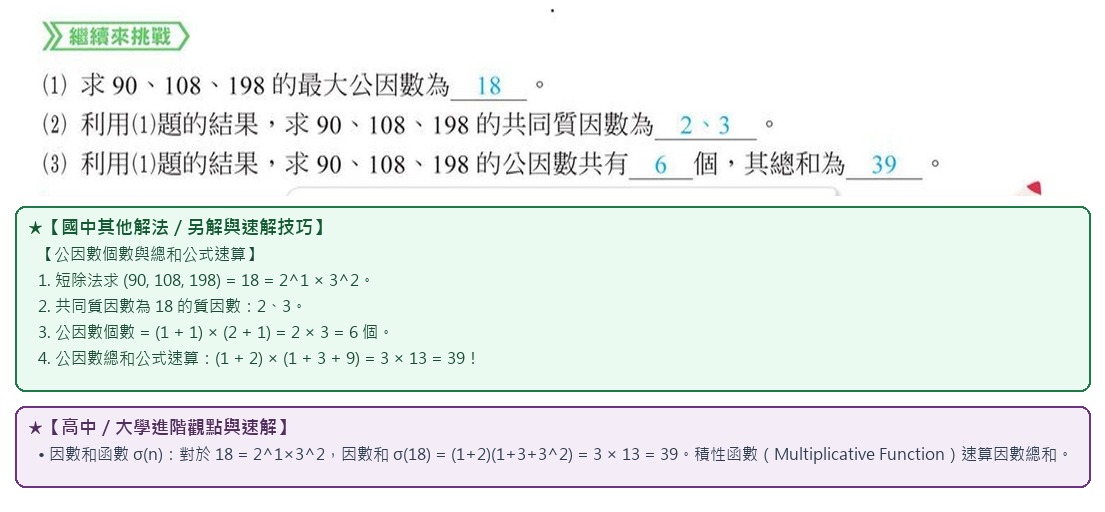 繼續來挑戰
⑴ 求 90、108、198 的最大公因數為 18 。
⑵ 利用⑴題的結果，求 90、108、198 的共同質因數為 2、3 。
⑶ 利用⑴題的結果，求 90、108、198 的公因數共有 6 個，其總和為 39 。
★【國中其他解法 / 另解與速解技巧】
【公因數個數與總和公式速算】
1. 短除法求 (90, 108, 198) = 18 = 2^1 × 3^2。
2. 共同質因數為 18 的質因數：2、3。
3. 公因數個數 = (1 + 1) × (2 + 1) = 2 × 3 = 6 個。
4. 公因數總和公式速算：(1 + 2) × (1 + 3 + 9) = 3 × 13 = 39！
★【高中 / 大學進階觀點與速解】
• 因數和函數 σ(n)：對於 18 = 2^1×3^2，因數和 σ(18) = (1+2)(1+3+3^2) = 3 × 13 = 39。積性函數（Multiplicative Function）速算因數總和。